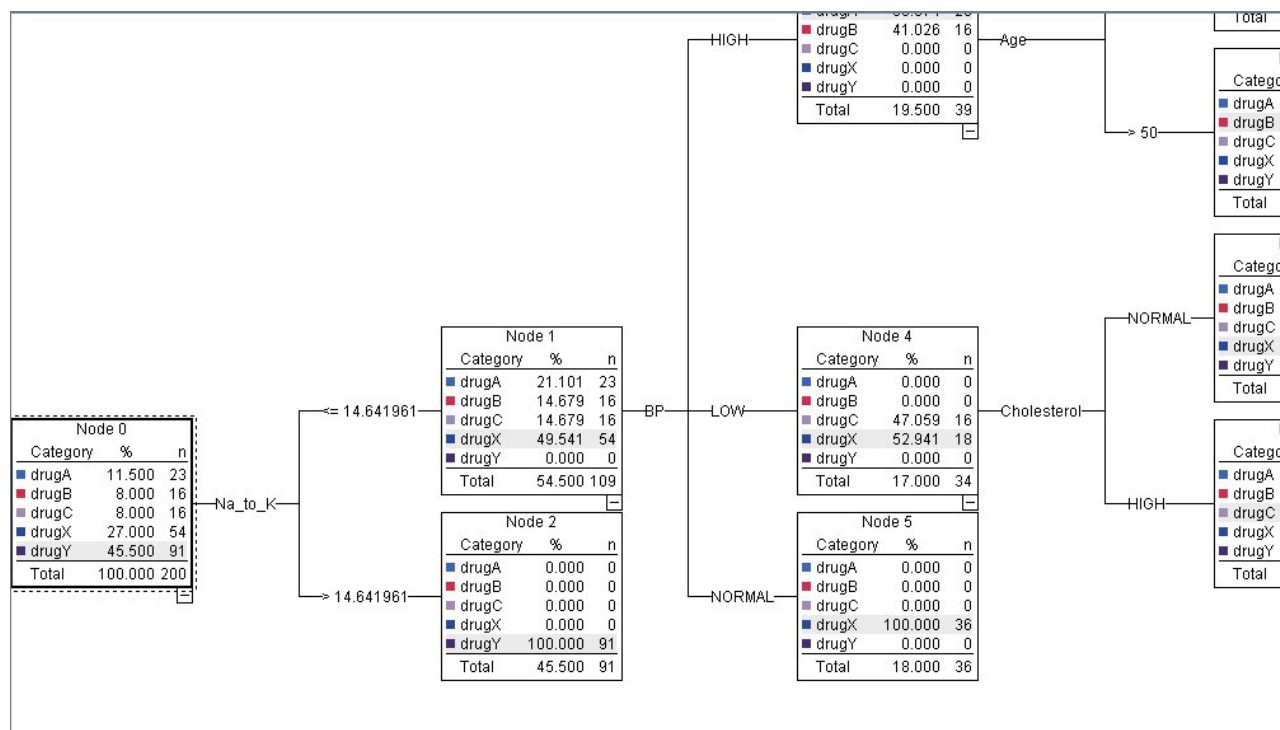 Node 0
Category % n
drugA 11.500 23
drugB 8.000 16
drugC 8.000 16
drugX 27.000 54
drugY 45.500 91
Total 100.000 200
Na_to_K
<= 14.641961
> 14.641961
Node 1
Category % n
drugA 21.101 23
drugB 14.679 16
drugC 14.679 16
drugX 49.541 54
drugY 0.000 0
Total 54.500 109
Node 2
Category % n
drugA 0.000 0
drugB 0.000 0
drugC 0.000 0
drugX 0.000 0
drugY 100.000 91
Total 45.500 91
BP
HIGH
LOW
NORMAL
drugB 41.026 16
drugC 0.000 0
drugX 0.000 0
drugY 0.000 0
Total 19.500 39
Node 4
Category % n
drugA 0.000 0
drugB 0.000 0
drugC 47.059 16
drugX 52.941 18
drugY 0.000 0
Total 17.000 34
Node 5
Category % n
drugA 0.000 0
drugB 0.000 0
drugC 0.000 0
drugX 100.000 36
drugY 0.000 0
Total 18.000 36
Age
> 50
Cholesterol
NORMAL
HIGH
Total
Catego
drugA
drugB
drugC
drugX
drugY
Total
Catego
drugA
drugB
drugC
drugX
drugY
Total
Catego
drugA
drugB
drugC
drugX
drugY
Total